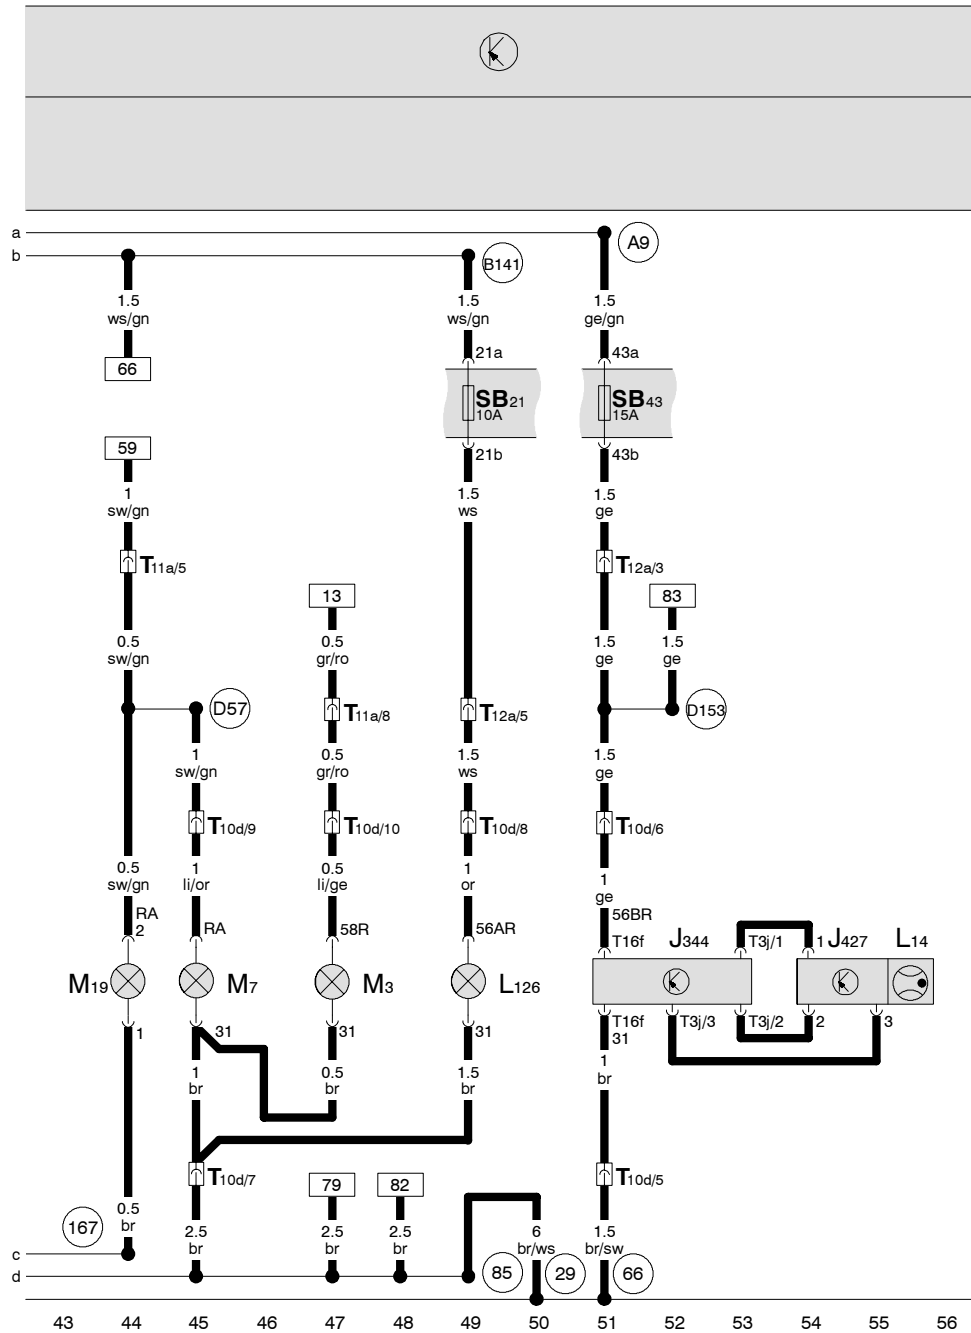 a
b
A9
B141
1.5
ws/gn
1.5
ws/gn
1.5
ge/gn
66
21a
43a
SB21
10A
SB43
15A
59
21b
43b
1
sw/gn
1.5
ws
1.5
ge
T11a/5
T12a/3
13
83
0.5
sw/gn
0.5
gr/ro
1.5
ge
1.5
ge
D57
T11a/8
T12a/5
D153
1
sw/gn
0.5
gr/ro
1.5
ws
1.5
ge
T10d/9
T10d/10
T10d/8
T10d/6
0.5
sw/gn
1
li/or
0.5
li/ge
1
or
1
ge
RA
2
RA
58R
56AR
56BR
T16f
J344
T3j/1
1
J427
L14
M19
M7
M3
L126
1
31
31
31
T16f
31
T3j/3
T3j/2
2
3
1
br
0.5
br
1.5
br
1
br
T10d/7
79
82
T10d/5
167
0.5
br
2.5
br
2.5
br
2.5
br
6
br/ws
1.5
br/sw
c
d
85
29
66
43 44 45 46 47 48 49 50 51 52 53 54 55 56